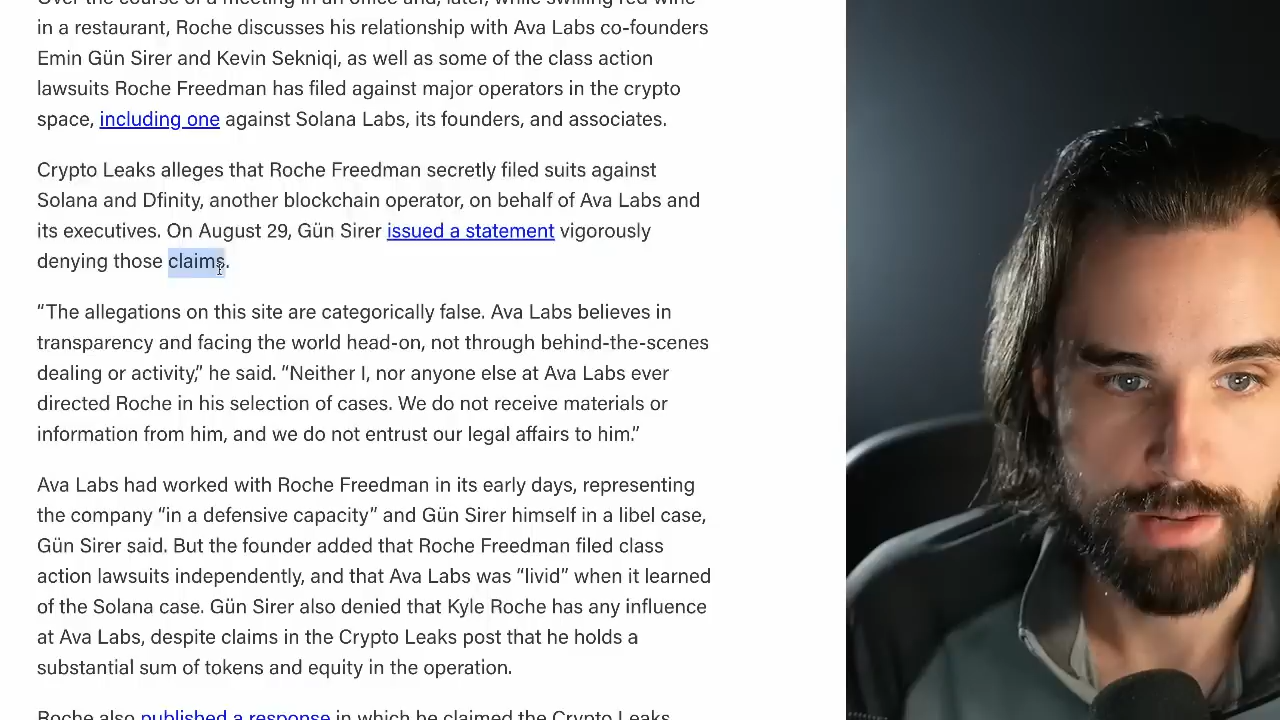 Over the course of a meeting in an office and, later, while swilling red wine
in a restaurant, Roche discusses his relationship with Ava Labs co-founders
Emin Gün Sirer and Kevin Sekniqi, as well as some of the class action
lawsuits Roche Freedman has filed against major operators in the crypto
space, including one against Solana Labs, its founders, and associates.
Crypto Leaks alleges that Roche Freedman secretly filed suits against
Solana and Dfinity, another blockchain operator, on behalf of Ava Labs and
its executives. On August 29, Gün Sirer issued a statement vigorously
denying those claims.
“The allegations on this site are categorically false. Ava Labs believes in
transparency and facing the world head-on, not through behind-the-scenes
dealing or activity,” he said. “Neither I, nor anyone else at Ava Labs ever
directed Roche in his selection of cases. We do not receive materials or
information from him, and we do not entrust our legal affairs to him.”
Ava Labs had worked with Roche Freedman in its early days, representing
the company “in a defensive capacity” and Gün Sirer himself in a libel case,
Gün Sirer said. But the founder added that Roche Freedman filed class
action lawsuits independently, and that Ava Labs was “livid” when it learned
of the Solana case. Gün Sirer also denied that Kyle Roche has any influence
at Ava Labs, despite claims in the Crypto Leaks post that he holds a
substantial sum of tokens and equity in the operation.
Roche also published a response in which he claimed the Crypto Leaks